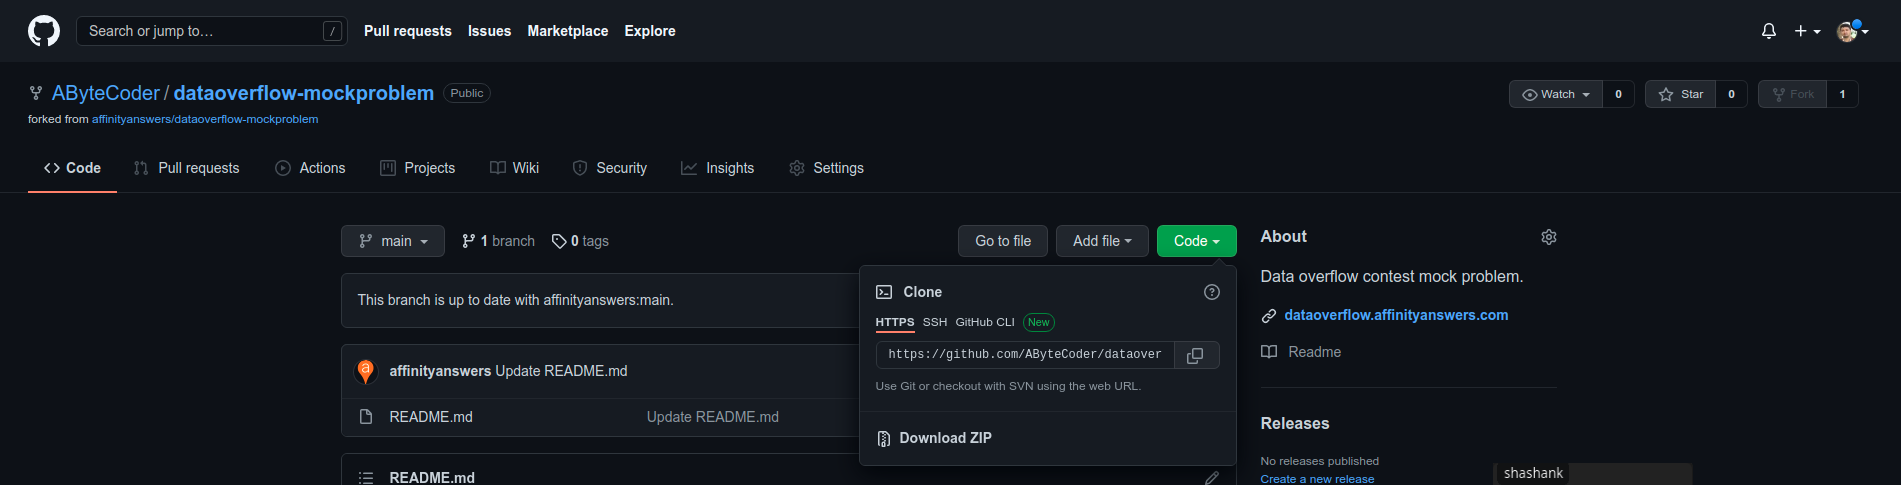 Search or jump to…
/
Pull requests
Issues
Marketplace
Explore
AByteCoder / dataoverflow-mockproblem
Public
forked from affinityanswers/dataoverflow-mockproblem
Watch
0
Star
0
Fork
1
Code
Pull requests
Actions
Projects
Wiki
Security
Insights
Settings
main
1 branch
0 tags
Go to file
Add file
Code
This branch is up to date with affinityanswers:main.
affinityanswers Update README.md
README.md
Update README.md
README.md
Clone
HTTPS
SSH
GitHub CLI
New
https://github.com/AByteCoder/dataover
Use Git or checkout with SVN using the web URL.
Download ZIP
About
Data overflow contest mock problem.
dataoverflow.affinityanswers.com
Readme
Releases
No releases published
Create a new release
shashank